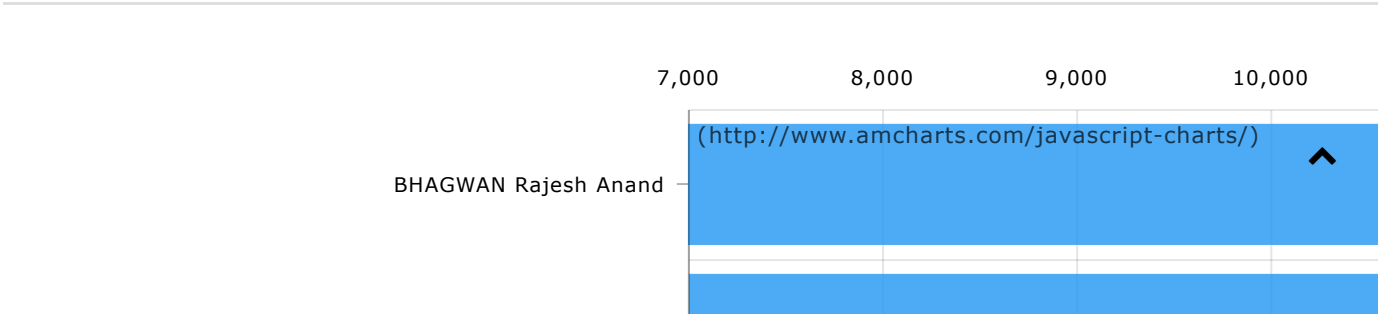 7,000 8,000 9,000 10,000
(http://www.amcharts.com/javascript-charts/)
BHAGWAN Rajesh Anand